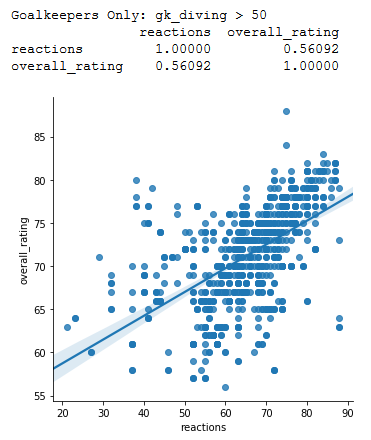 Goalkeepers Only: gk_diving > 50
reactions overall_rating
reactions 1.00000 0.56092
overall_rating 0.56092 1.00000
85
80
75
70
65
60
55
overall_rating
20 30 40 50 60 70 80 90
reactions